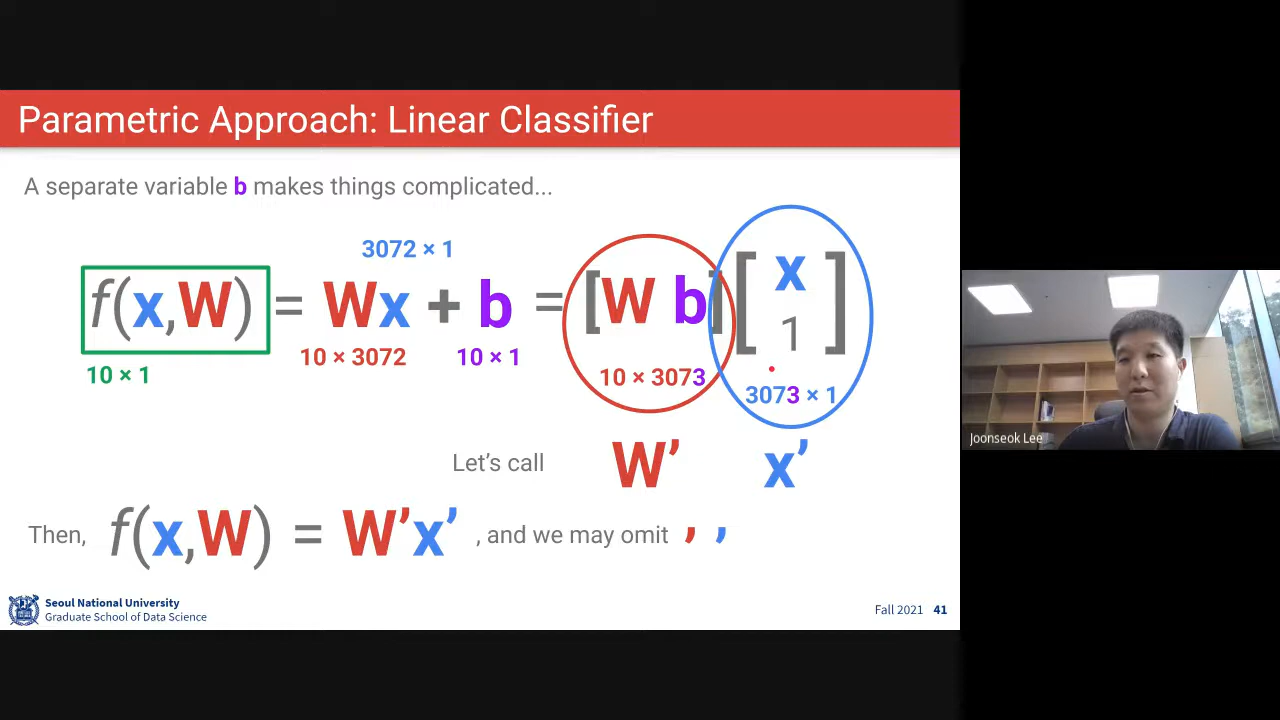 Parametric Approach: Linear Classifier
A separate variable b makes things complicated...
3072 × 1
f(x,W) = Wx + b = [W b] [x 1]
10 × 1
10 × 3072
10 × 1
10 × 3073
3073 × 1
Let's call W' x'
Then, f(x,W) = W'x' , and we may omit ' '
Seoul National University
Graduate School of Data Science
Fall 2021 41
Joonseok Lee